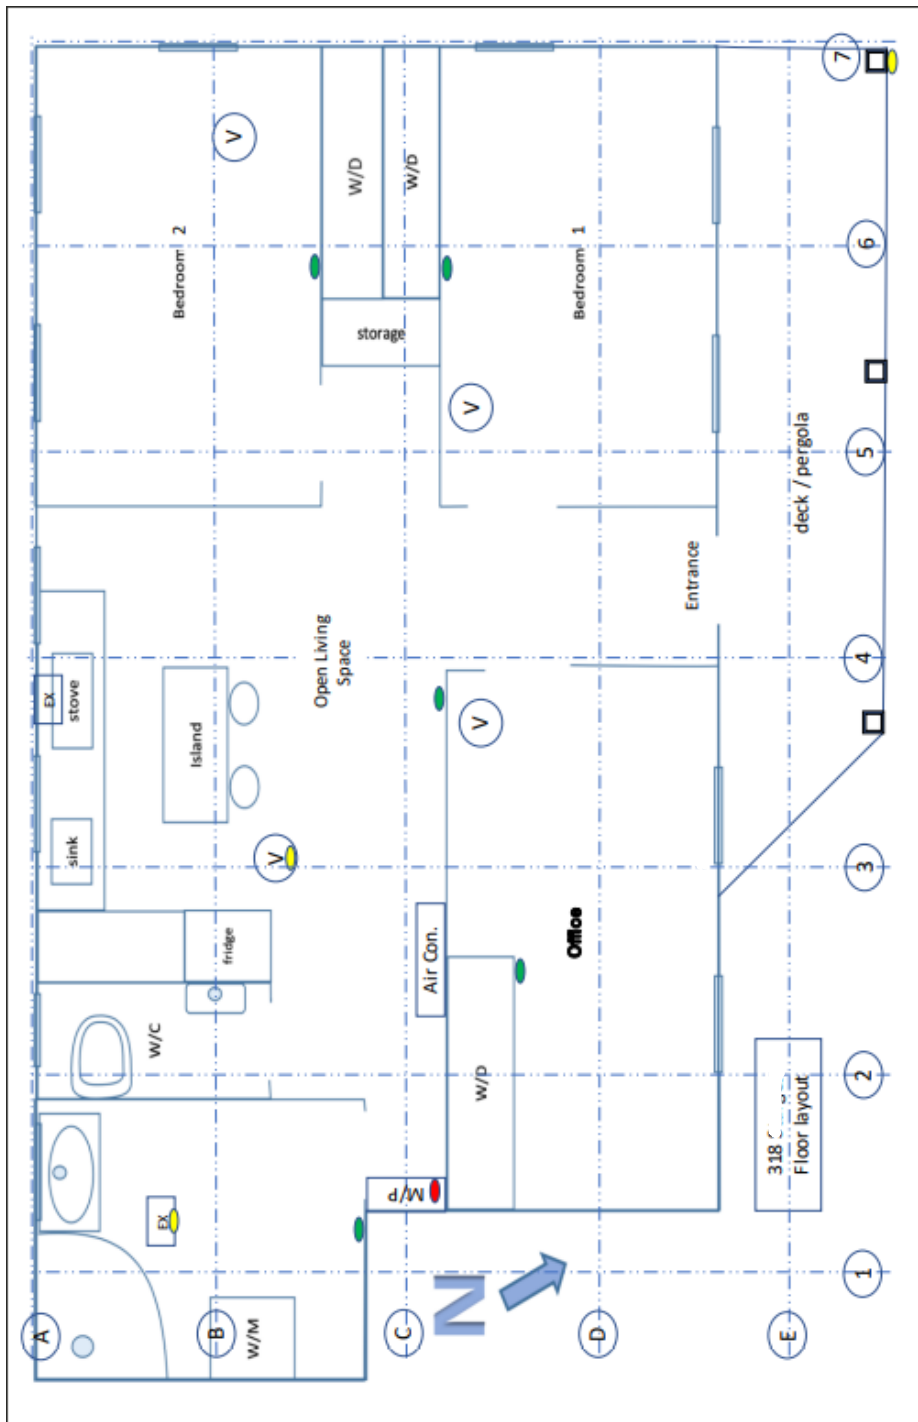 A
B
C
D
E
1
2
3
4
5
6
7
Bedroom 2
W/D
W/D
storage
Bedroom 1
V
V
V
V
EX
stove
sink
Island
Open Living
Space
Entrance
deck / pergola
fridge
W/C
Air Con.
Office
W/D
EX
M/P
W/M
N
318
Floor layout